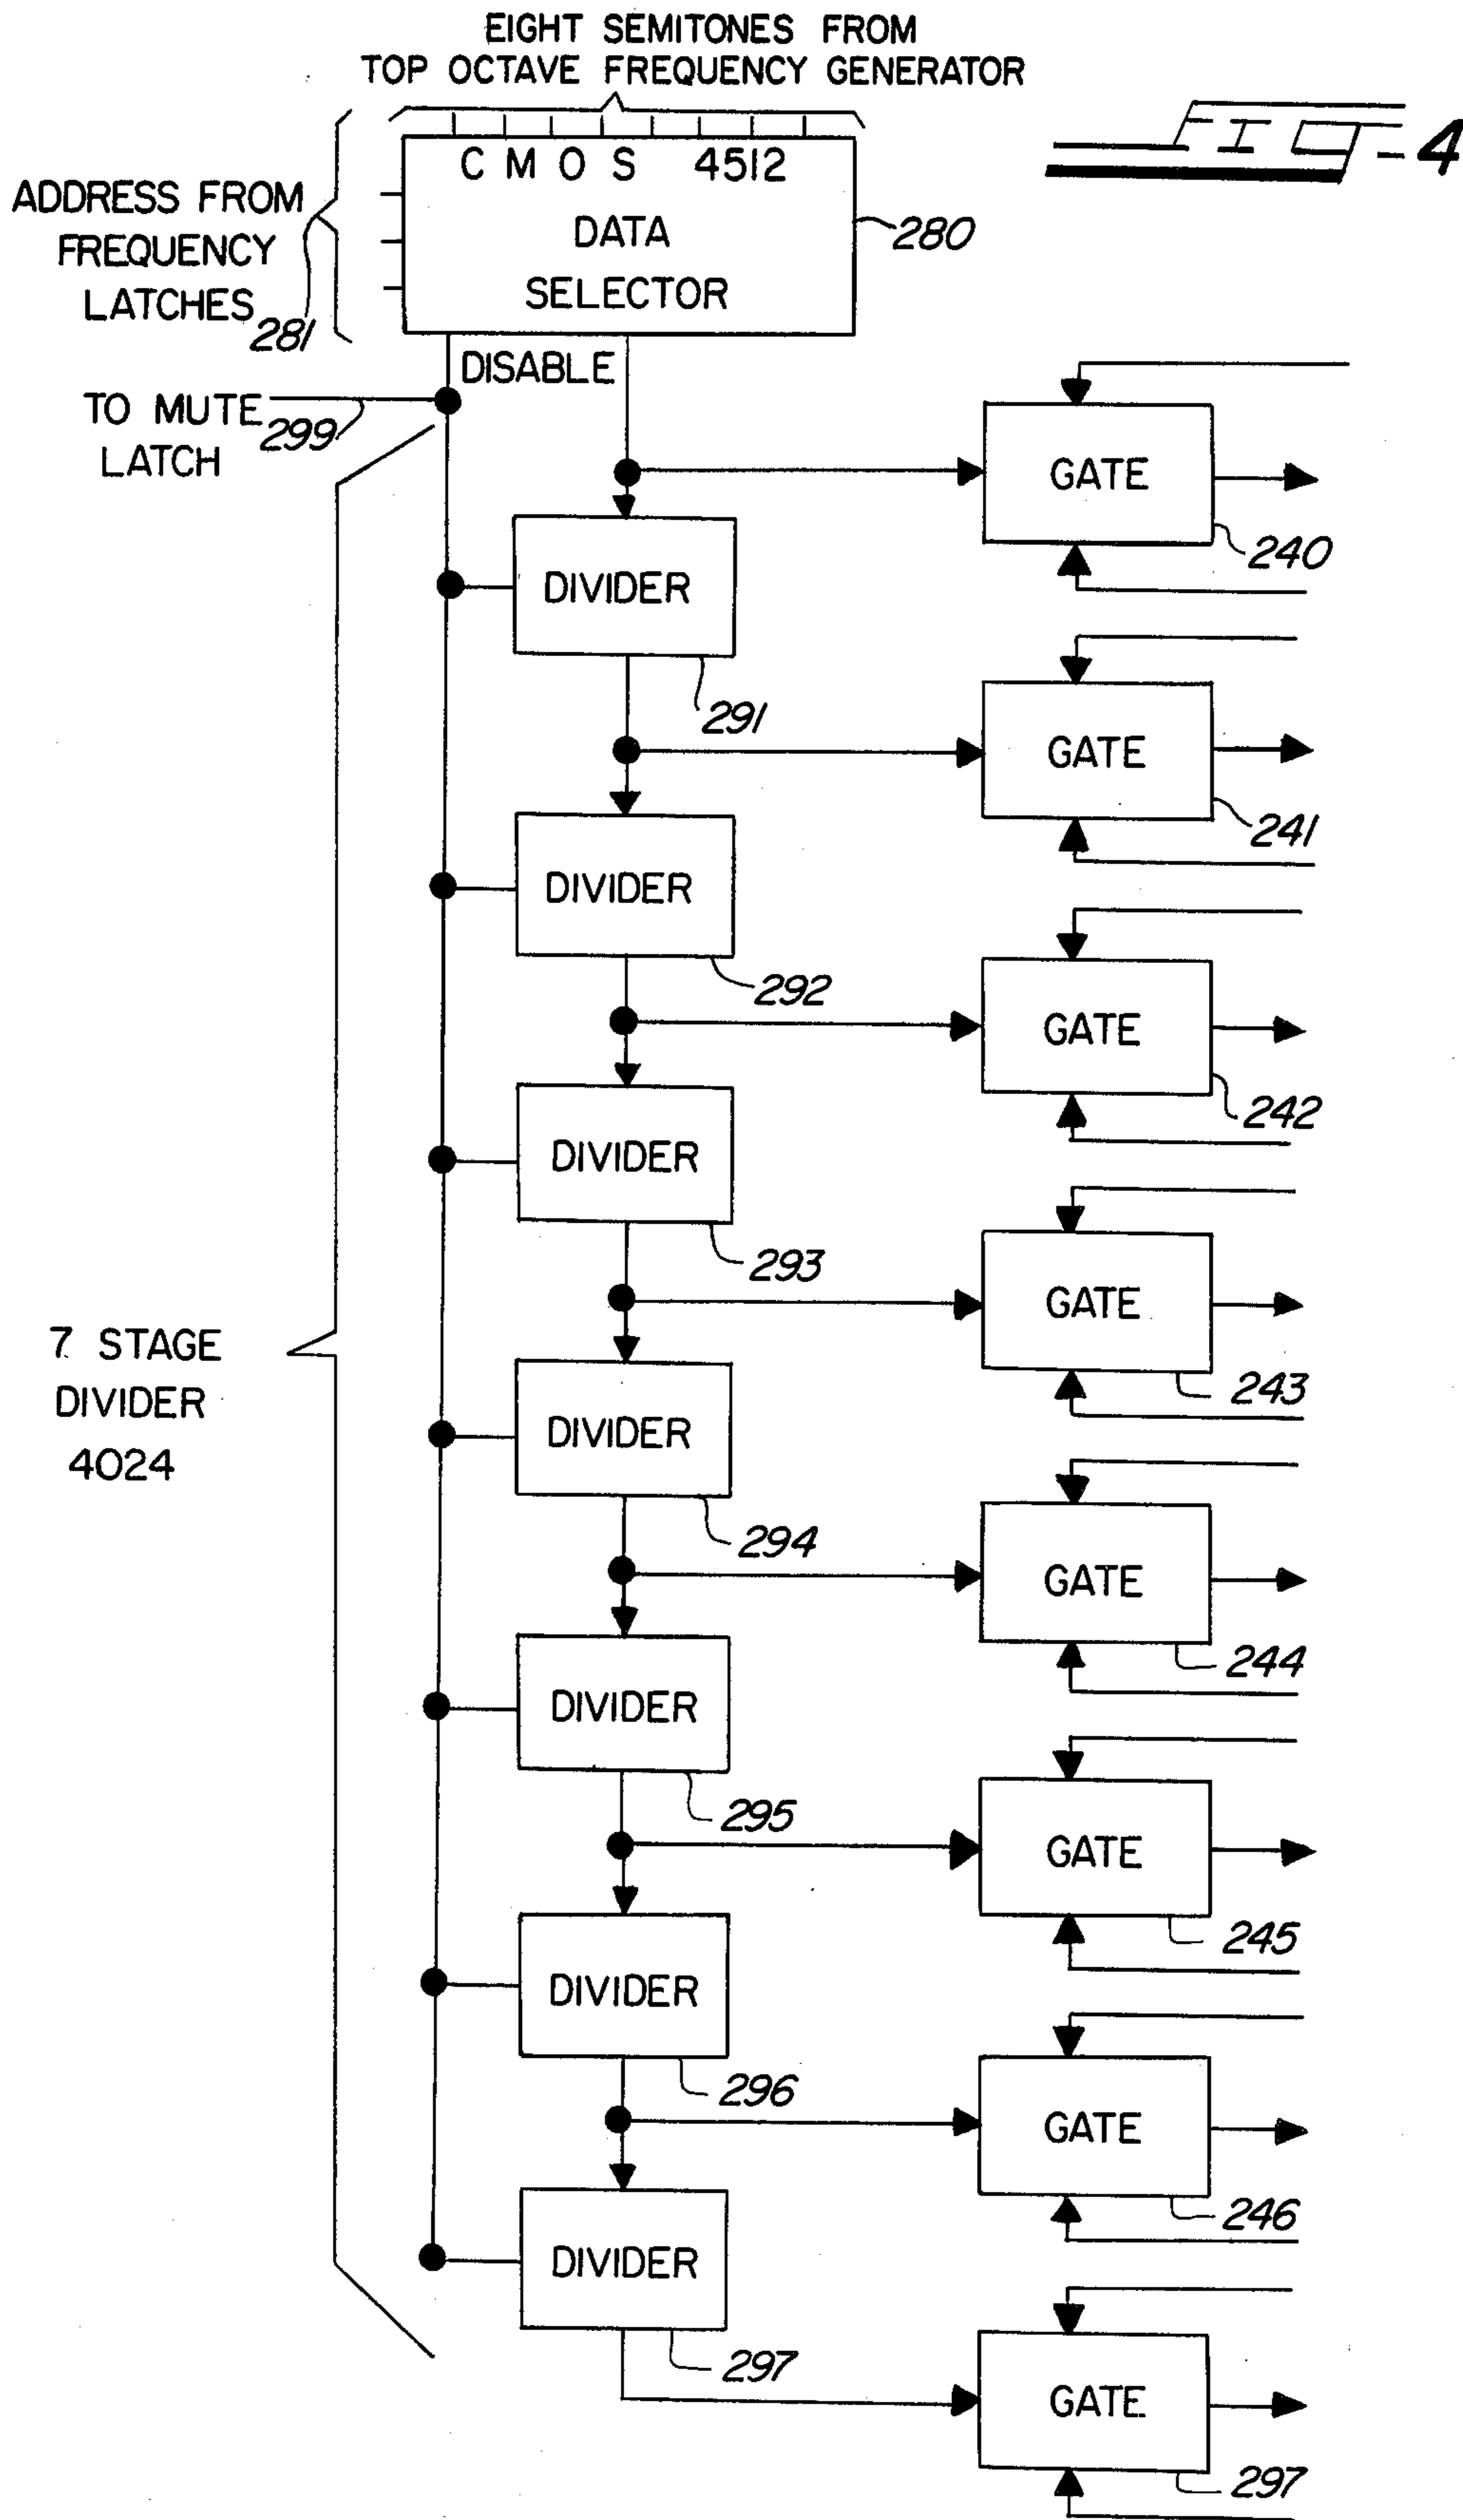 EIGHT SEMITONES FROM
TOP OCTAVE FREQUENCY GENERATOR
FIG-4
CMOS 4512
DATA
SELECTOR
280
ADDRESS FROM
FREQUENCY
LATCHES
281
DISABLE
TO MUTE
LATCH
299
GATE
240
DIVIDER
291
GATE
241
DIVIDER
292
GATE
242
DIVIDER
293
GATE
243
7 STAGE
DIVIDER
4024
DIVIDER
294
GATE
244
DIVIDER
295
GATE
245
DIVIDER
296
GATE
246
DIVIDER
297
GATE
297